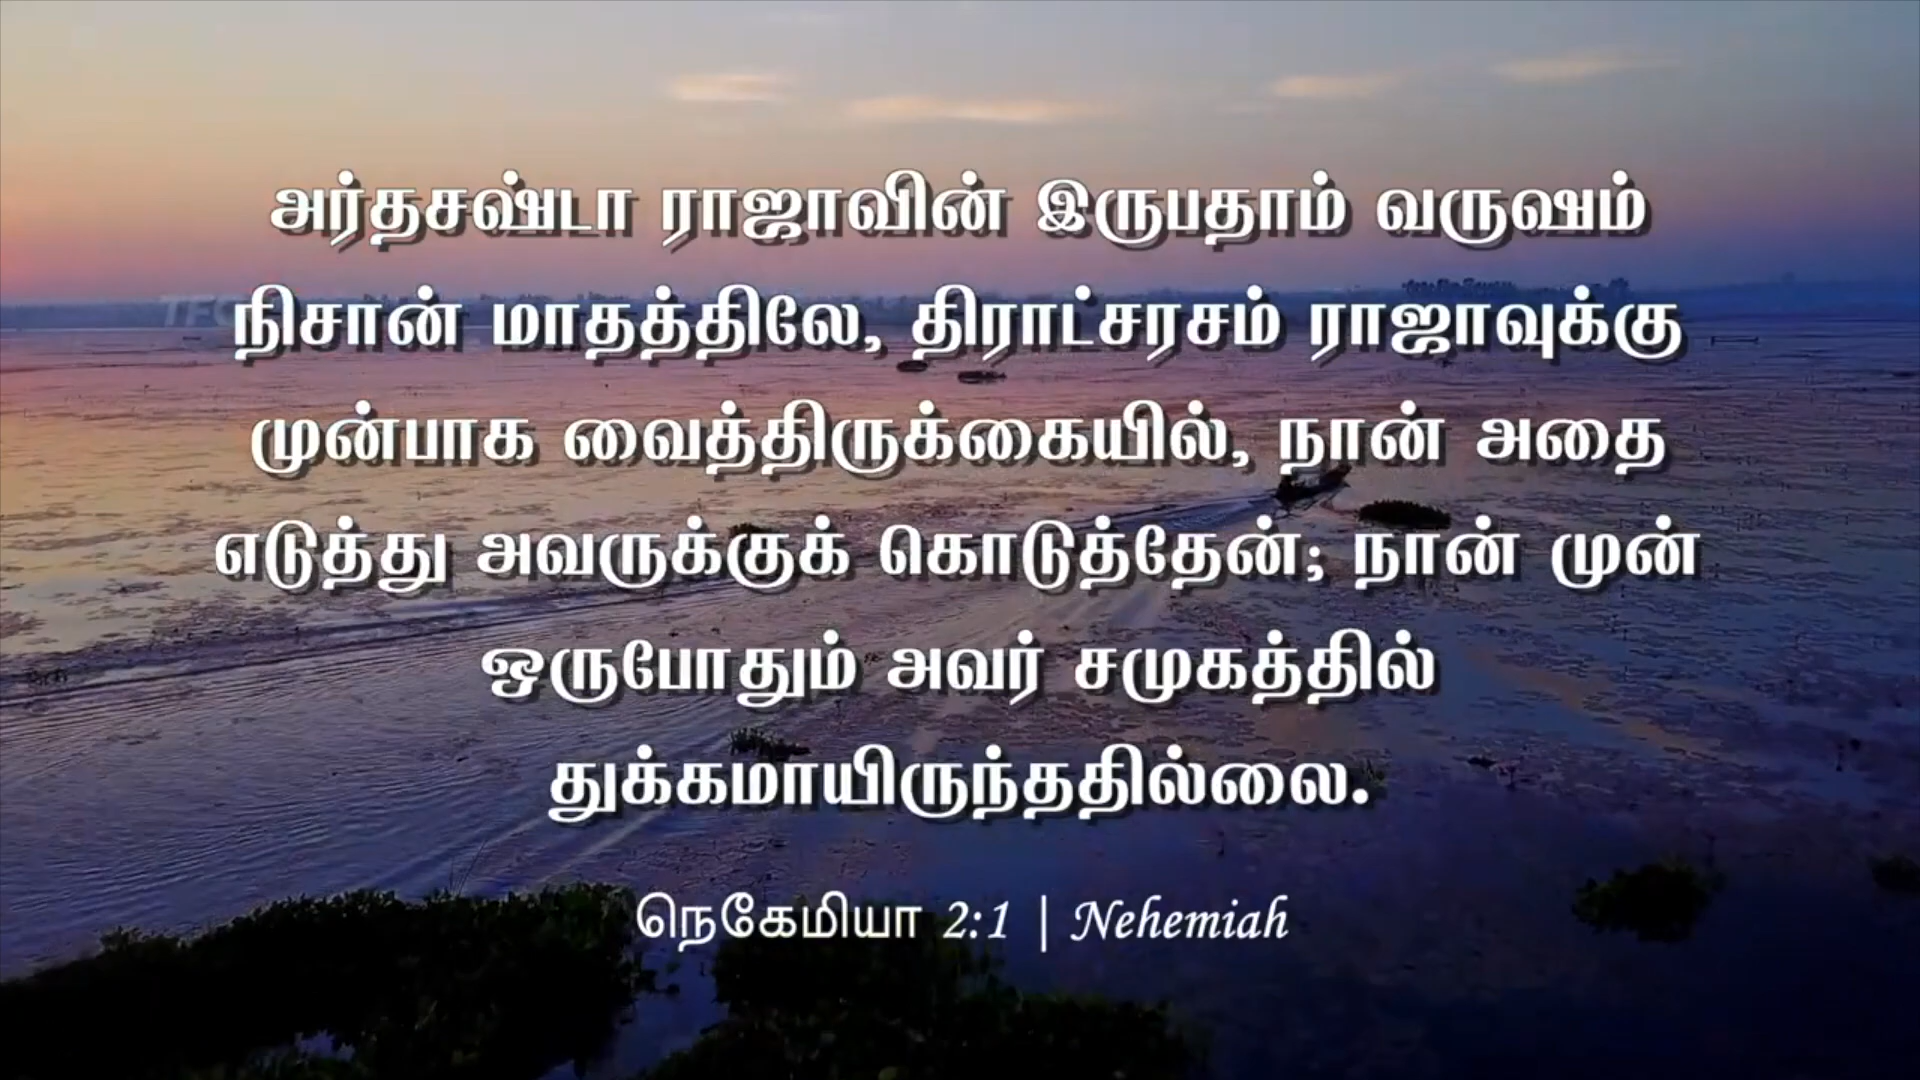 அர்தசஷ்டா ராஜாவின் இருபதாம் வருஷம்
நிசான் மாதத்திலே, திராட்சரசம் ராஜாவுக்கு
முன்பாக வைத்திருக்கையில், நான் அதை
எடுத்து அவருக்குக் கொடுத்தேன்; நான் முன்
ஒருபோதும் அவர் சமுகத்தில்
துக்கமாயிருந்ததில்லை.
நெகேமியா 2:1 | Nehemiah